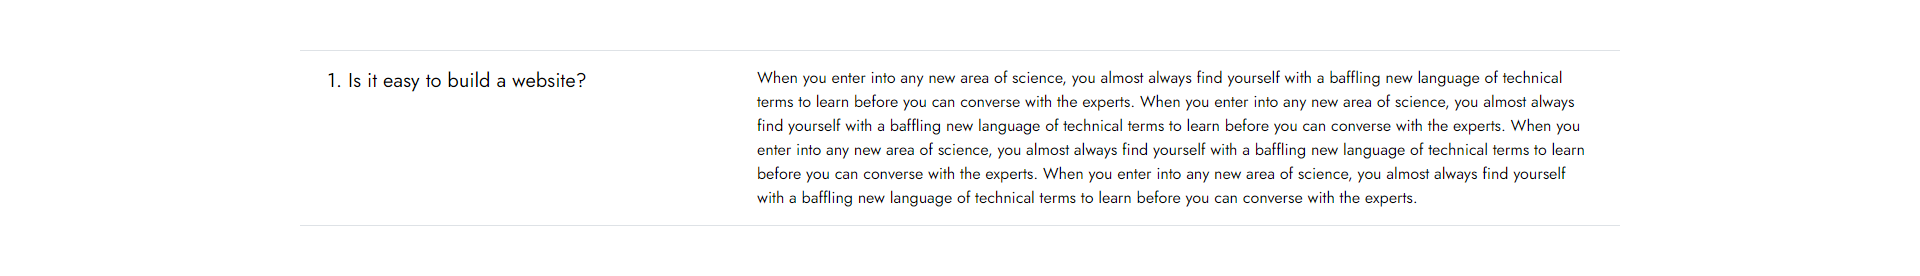 1. Is it easy to build a website?
When you enter into any new area of science, you almost always find yourself with a baffling new language of technical
terms to learn before you can converse with the experts. When you enter into any new area of science, you almost always
find yourself with a baffling new language of technical terms to learn before you can converse with the experts. When you
enter into any new area of science, you almost always find yourself with a baffling new language of technical terms to learn
before you can converse with the experts. When you enter into any new area of science, you almost always find yourself
with a baffling new language of technical terms to learn before you can converse with the experts.